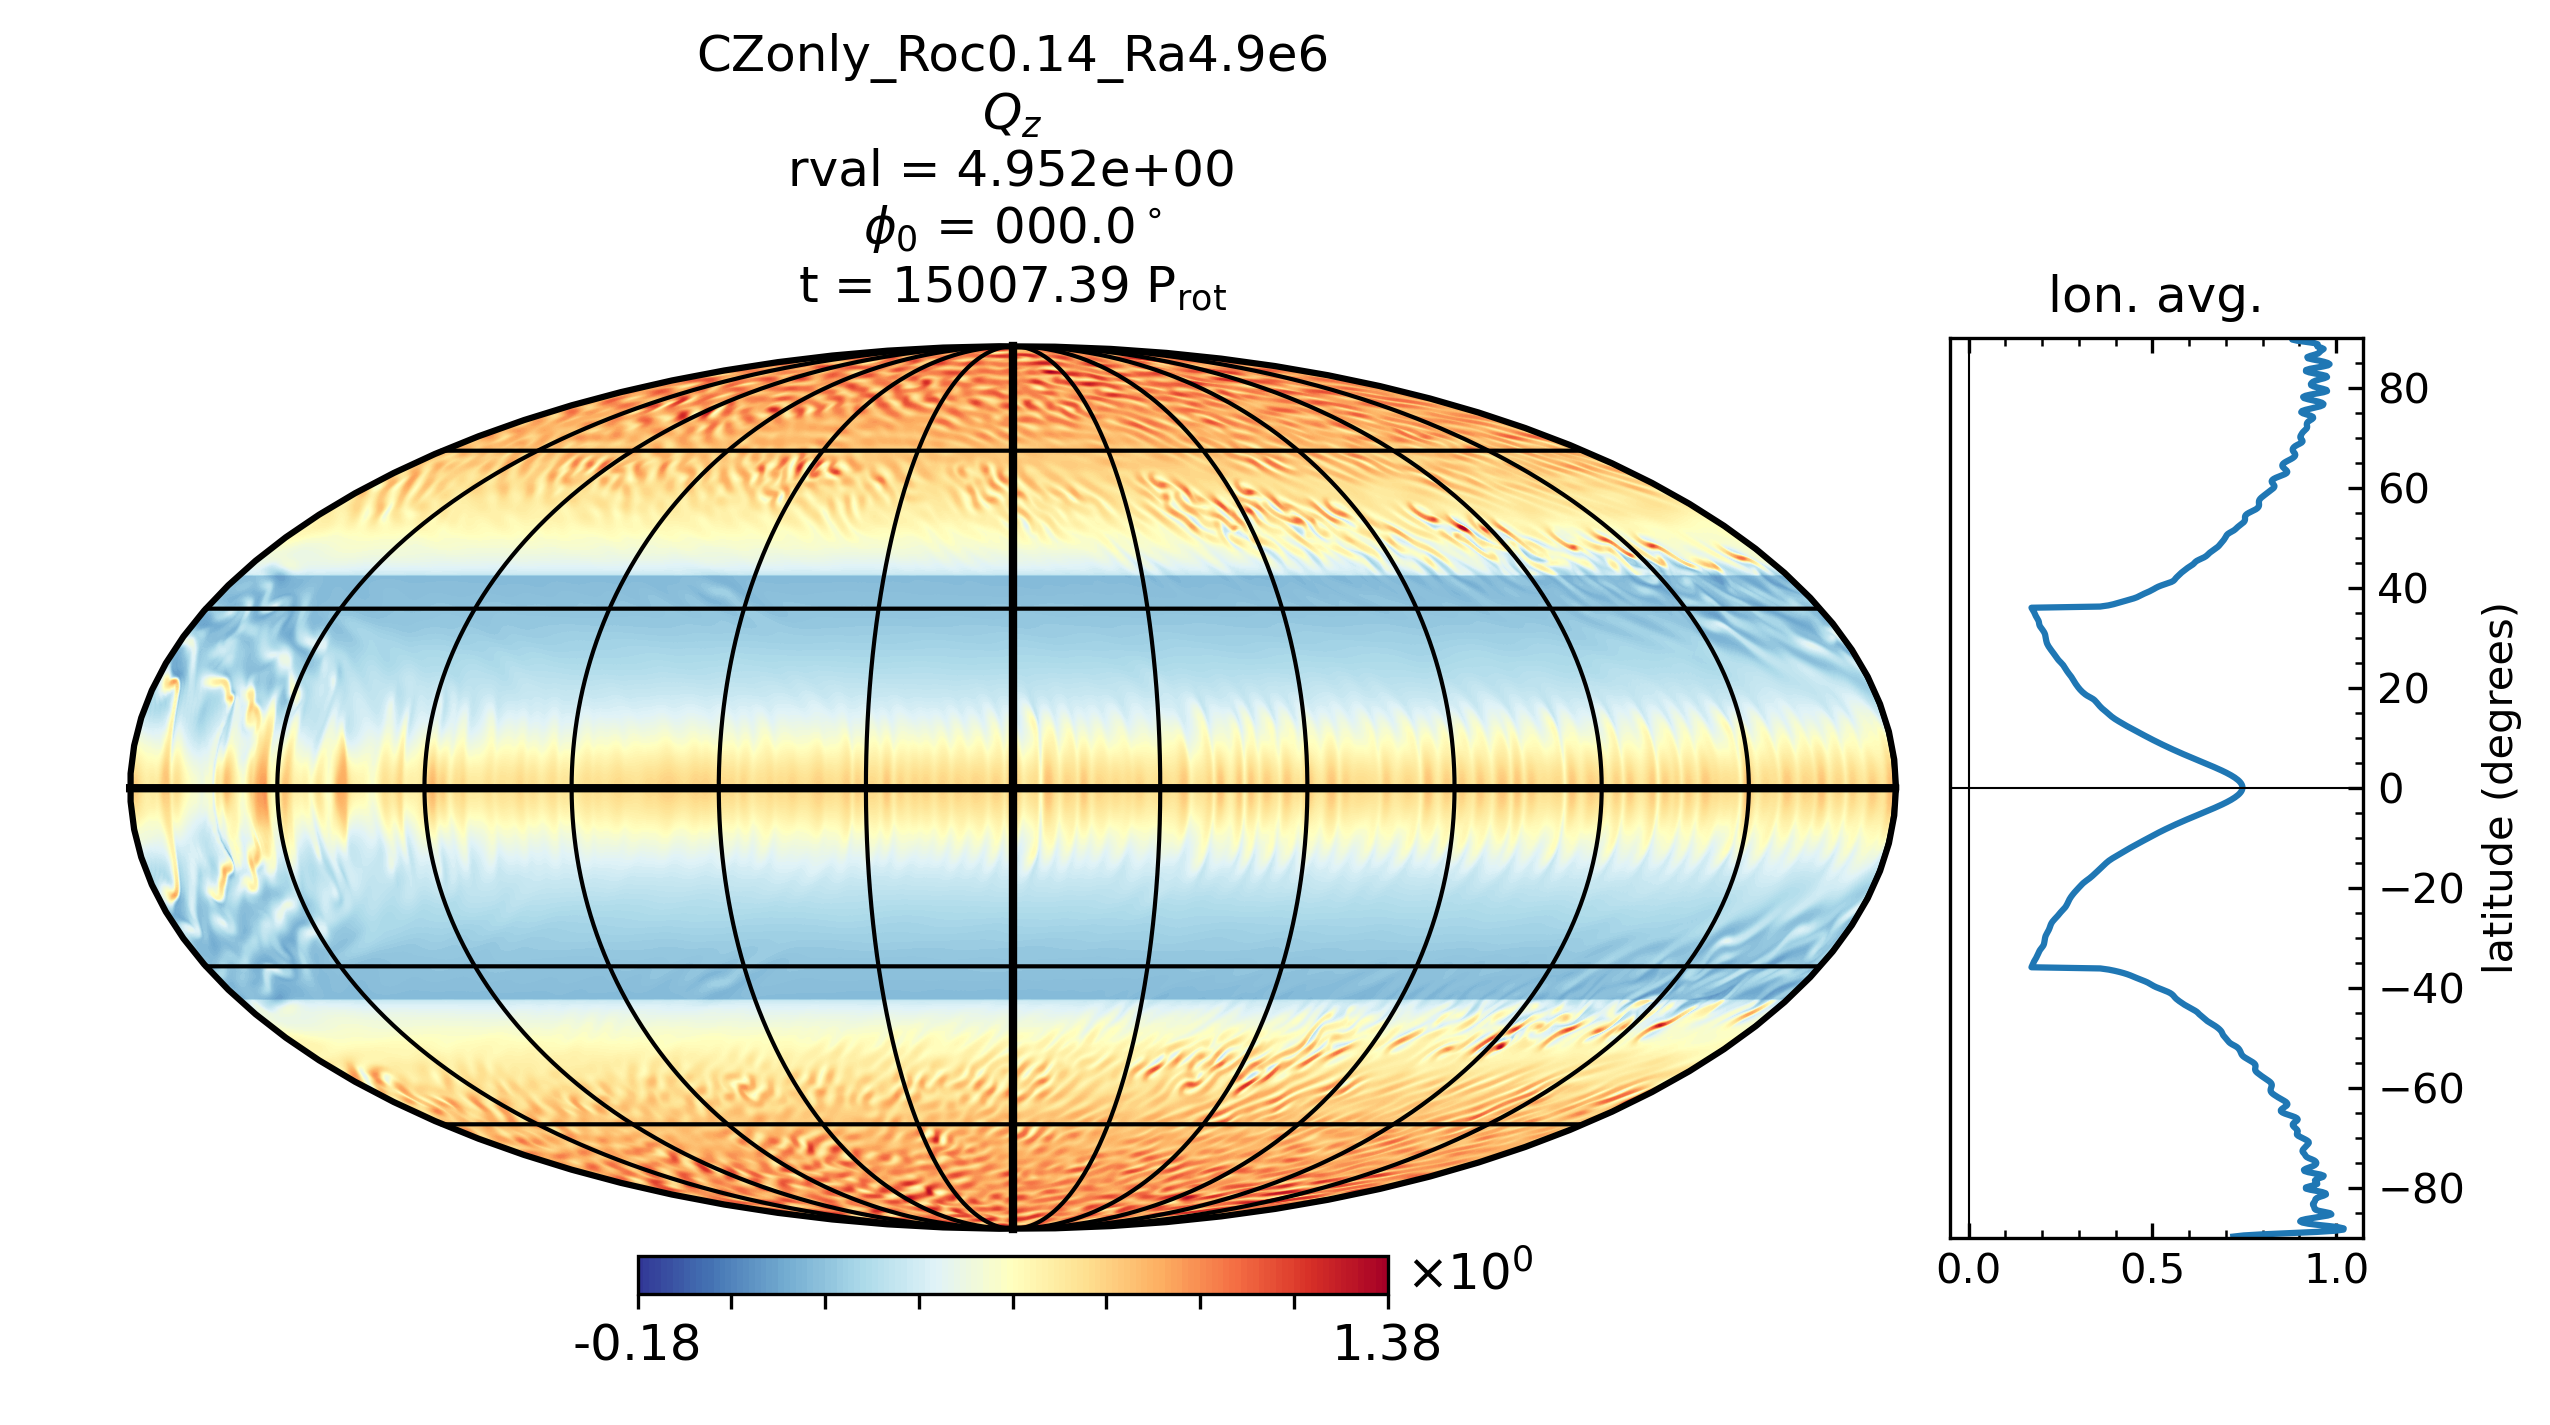 CZonly_Roc0.14_Ra4.9e6
Q_z
rval = 4.952e+00
ϕ_0 = 000.0°
t = 15007.39 P_rot
lon. avg.
80
60
40
20
0
−20
−40
−60
−80
latitude (degrees)
0.0 0.5 1.0
×10^0
-0.18 1.38